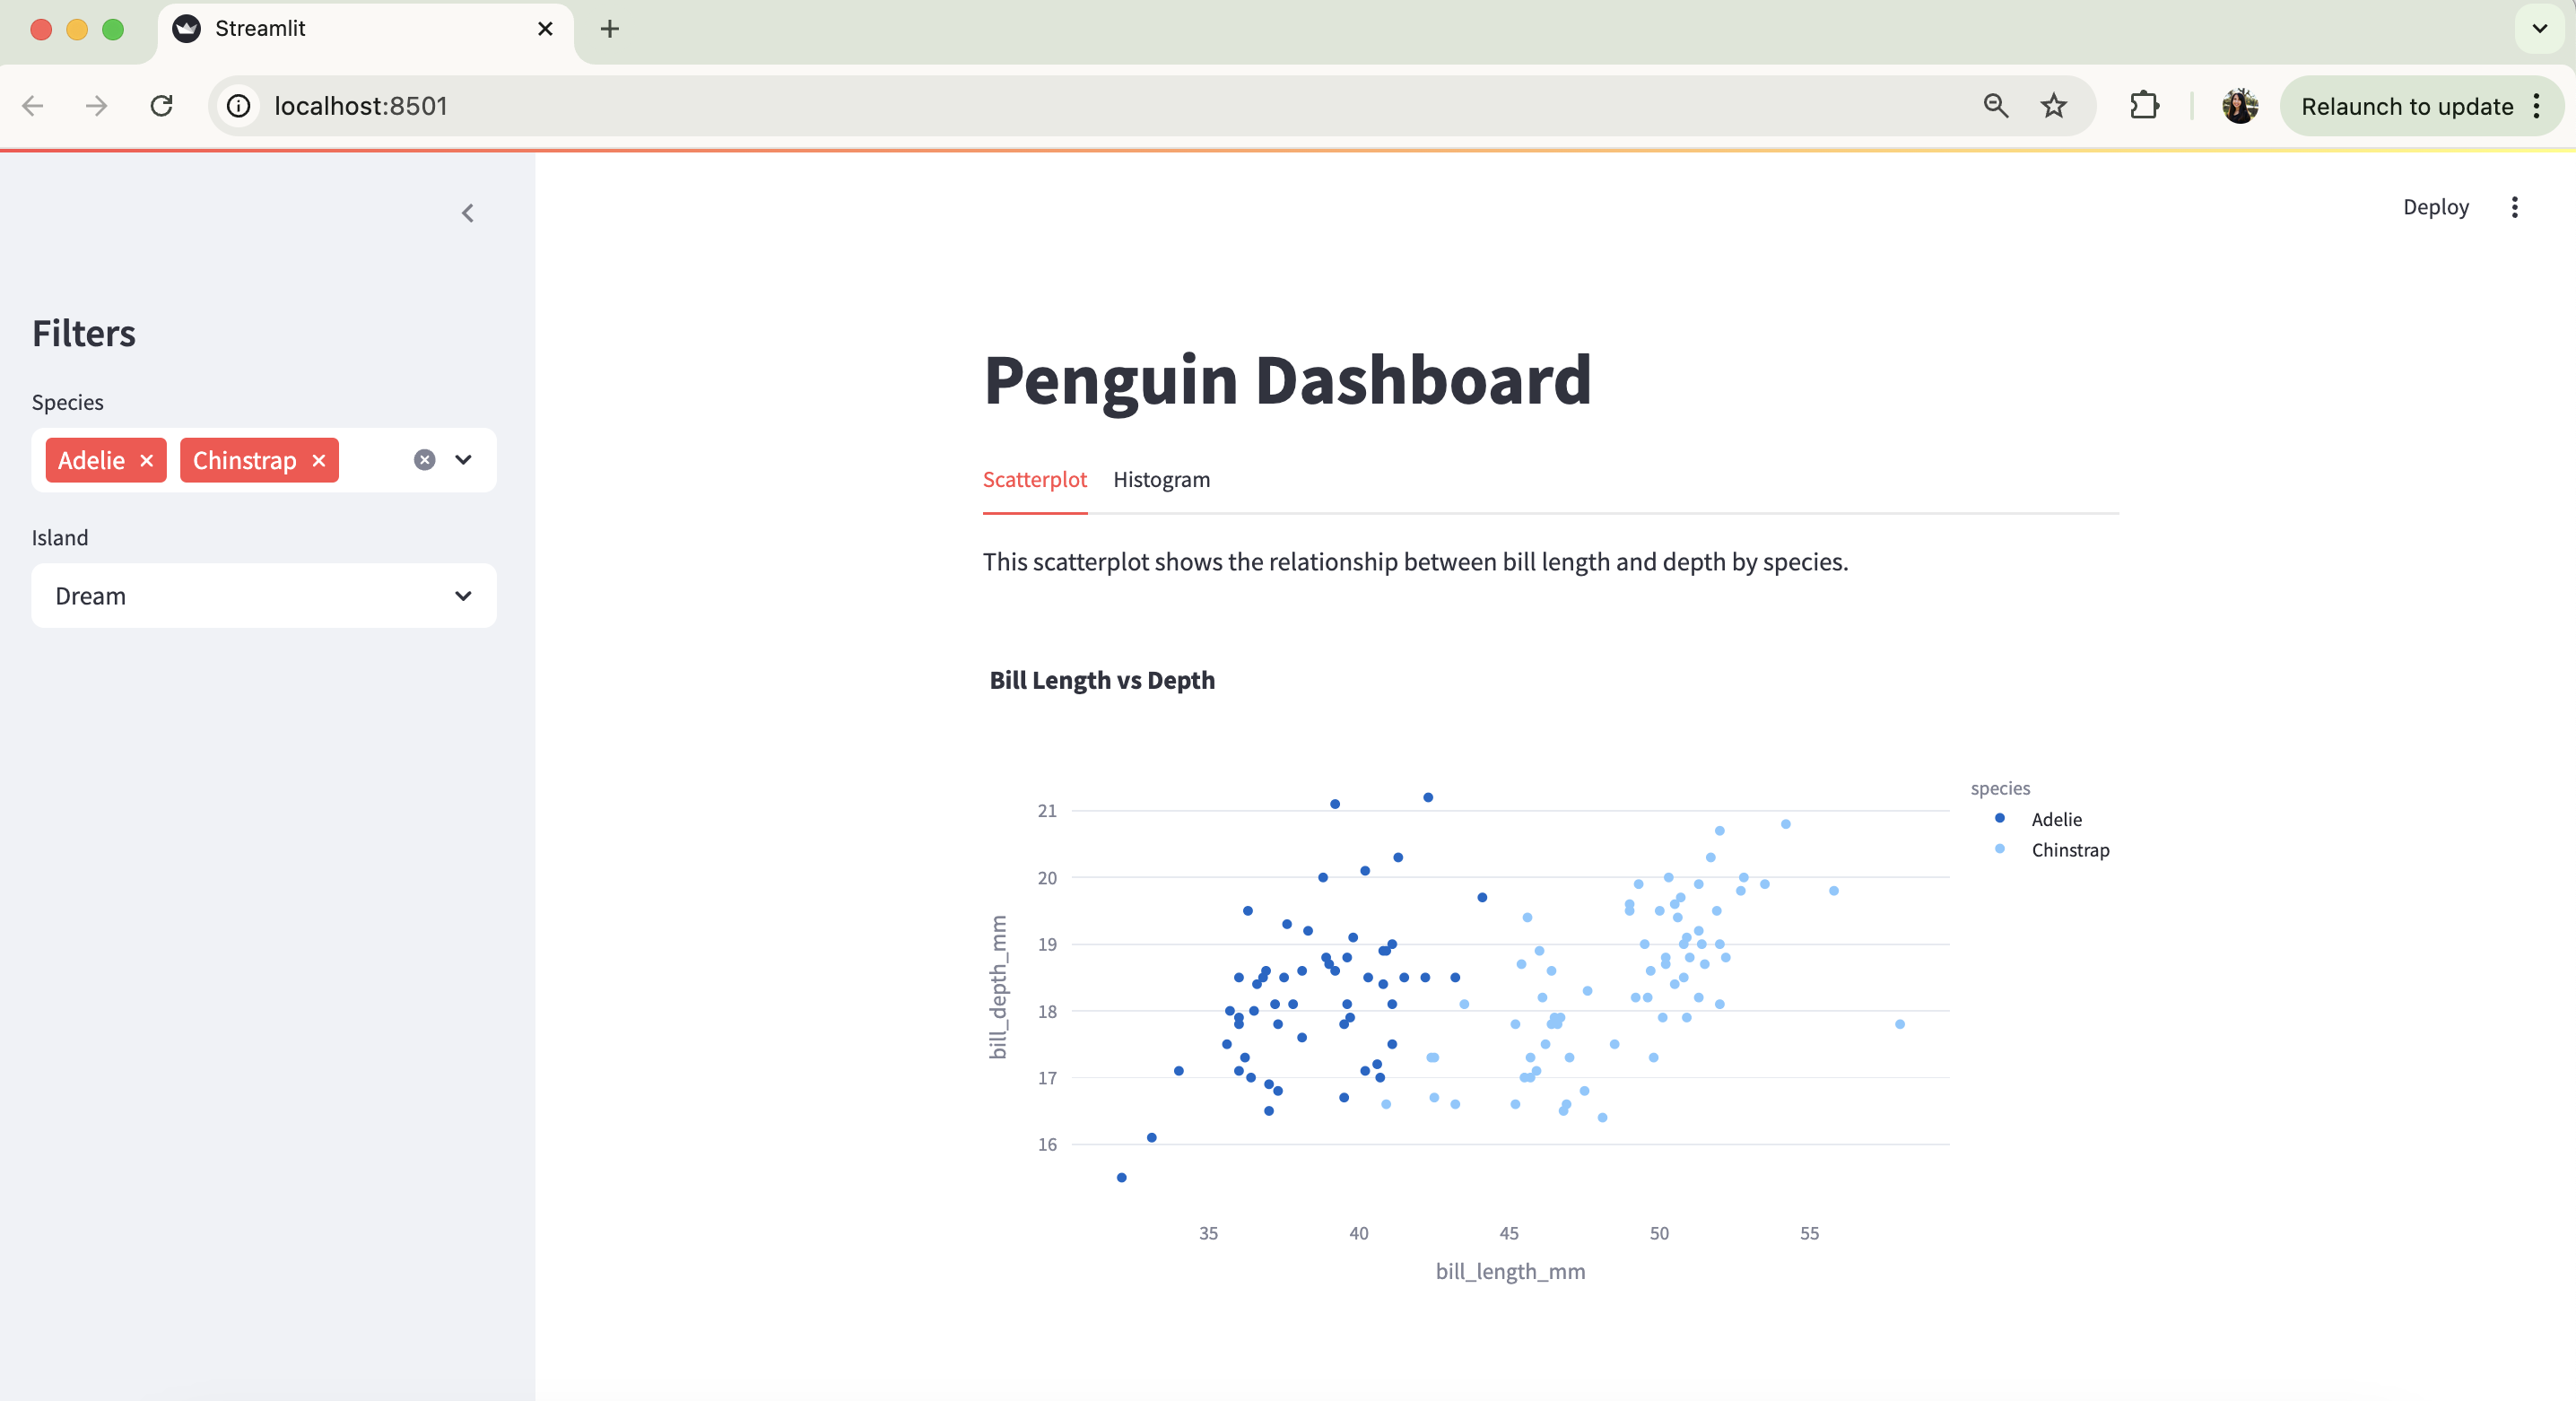 Streamlit
localhost:8501
Relaunch to update
Deploy
Filters
Species
Adelie
Chinstrap
Island
Dream
Penguin Dashboard
Scatterplot Histogram
This scatterplot shows the relationship between bill length and depth by species.
Bill Length vs Depth
species
Adelie
Chinstrap
21
20
19
18
17
16
bill_depth_mm
35 40 45 50 55
bill_length_mm